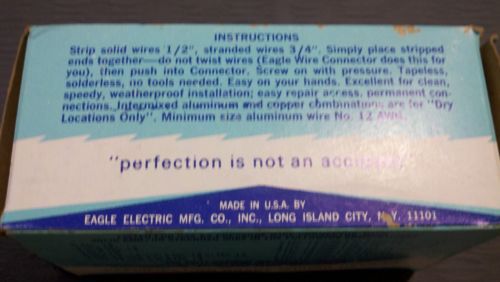 INSTRUCTIONS
Strip solid wires 1/2", stranded wires 3/4". Simply place stripped
ends together—do not twist wires (Eagle Wire Connector does this for
you), then push into Connector. Screw on with pressure. Tapeless,
solderless, no tools needed. Easy on your hands. Excellent for clean,
speedy, weatherproof installation; easy repair access, permanent con-
nections. Intermixed aluminum and copper combinations are for "Dry
Locations Only". Minimum size aluminum wire No. 12 AWG.
"perfection is not an accident"
MADE IN U.S.A. BY
EAGLE ELECTRIC MFG. CO., INC., LONG ISLAND CITY, N.Y. 11101